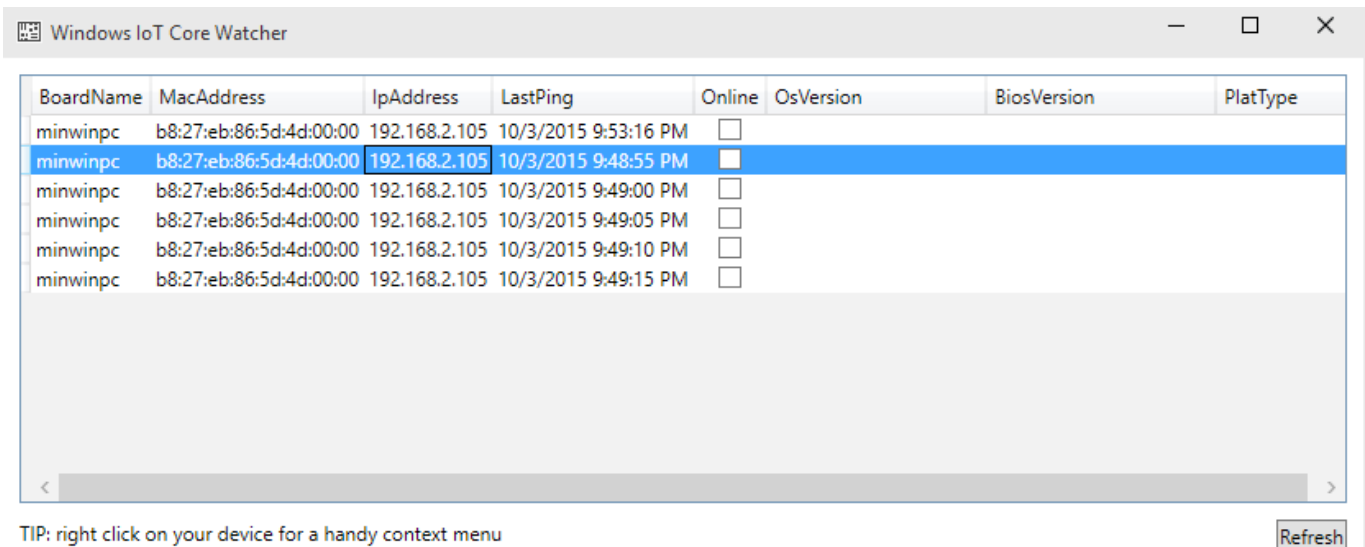 Windows IoT Core Watcher
BoardName MacAddress IpAddress LastPing Online OsVersion BiosVersion PlatType
minwinpc b8:27:eb:86:5d:4d:00:00 192.168.2.105 10/3/2015 9:53:16 PM
minwinpc b8:27:eb:86:5d:4d:00:00 192.168.2.105 10/3/2015 9:48:55 PM
minwinpc b8:27:eb:86:5d:4d:00:00 192.168.2.105 10/3/2015 9:49:00 PM
minwinpc b8:27:eb:86:5d:4d:00:00 192.168.2.105 10/3/2015 9:49:05 PM
minwinpc b8:27:eb:86:5d:4d:00:00 192.168.2.105 10/3/2015 9:49:10 PM
minwinpc b8:27:eb:86:5d:4d:00:00 192.168.2.105 10/3/2015 9:49:15 PM
TIP: right click on your device for a handy context menu
Refresh